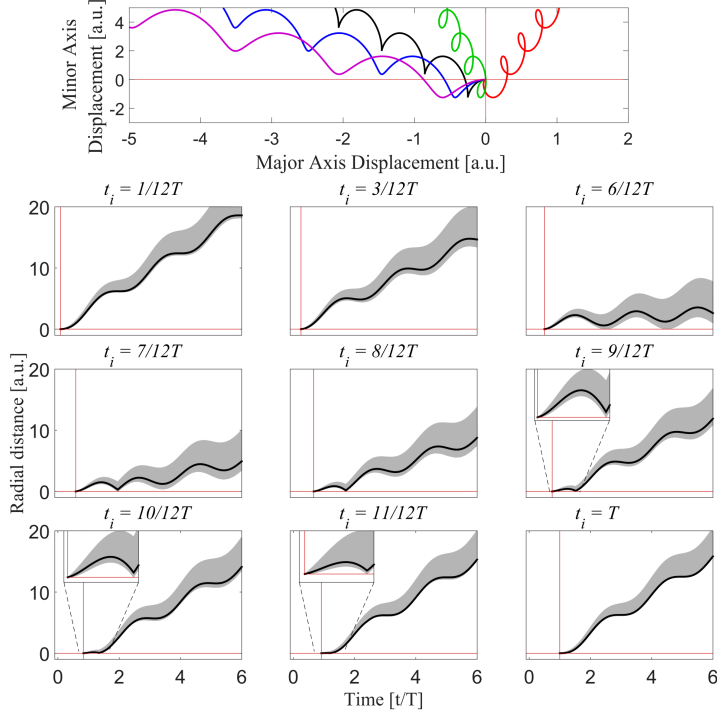 Minor Axis
Displacement [a.u.]
4
2
0
-2
-5
-4
-3
-2
-1
0
1
2
Major Axis Displacement [a.u.]
t_i = 1/12T
t_i = 3/12T
t_i = 6/12T
20
10
0
t_i = 7/12T
t_i = 8/12T
t_i = 9/12T
Radial distance [a.u.]
20
10
0
t_i = 10/12T
t_i = 11/12T
t_i = T
20
10
0
0
2
4
6
0
2
4
6
0
2
4
6
Time [t/T]